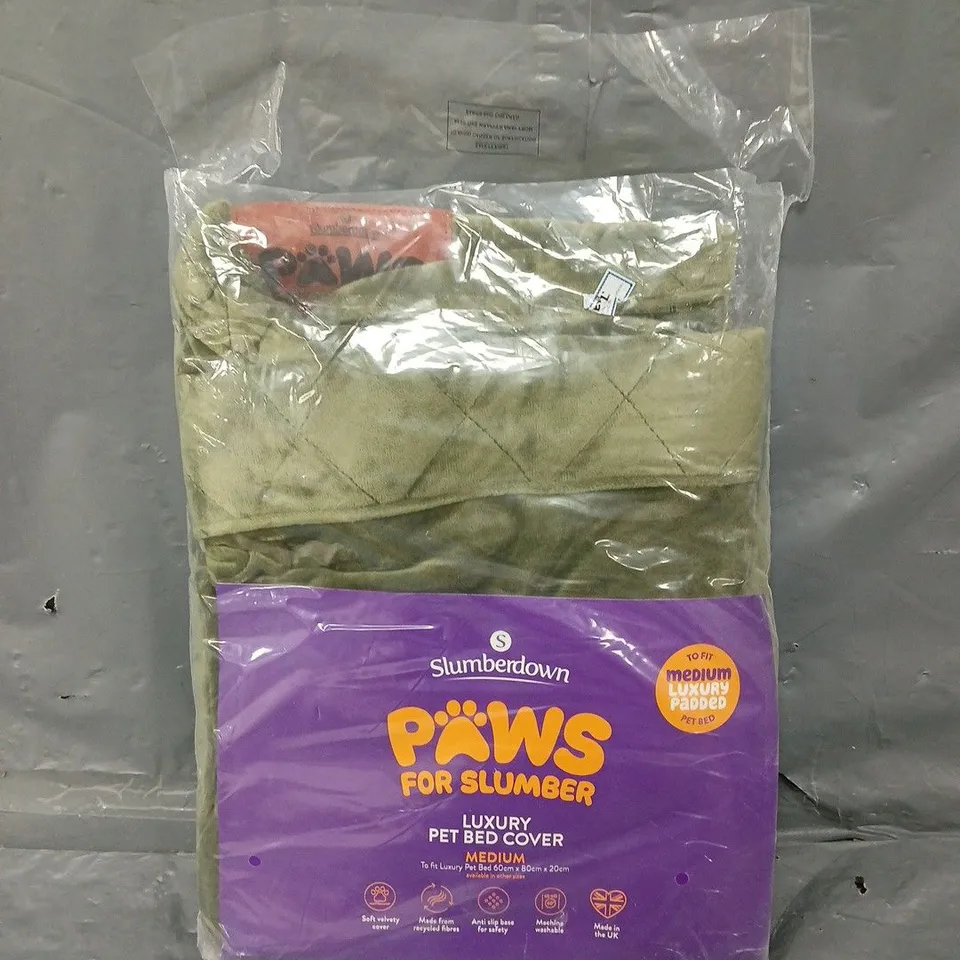 Slumberdown
PAWS
S
Slumberdown
PAWS
FOR SLUMBER
TO FIT
MEDIUM
LUXURY
PADDED
PET BED
LUXURY
PET BED COVER
MEDIUM
To fit Luxury Pet Bed 60cm x 80cm x 20cm
available in other sizes
Soft velvety
cover
Made from
recycled fibres
Anti slip base
for safety
Machine
washable
Made in
the UK